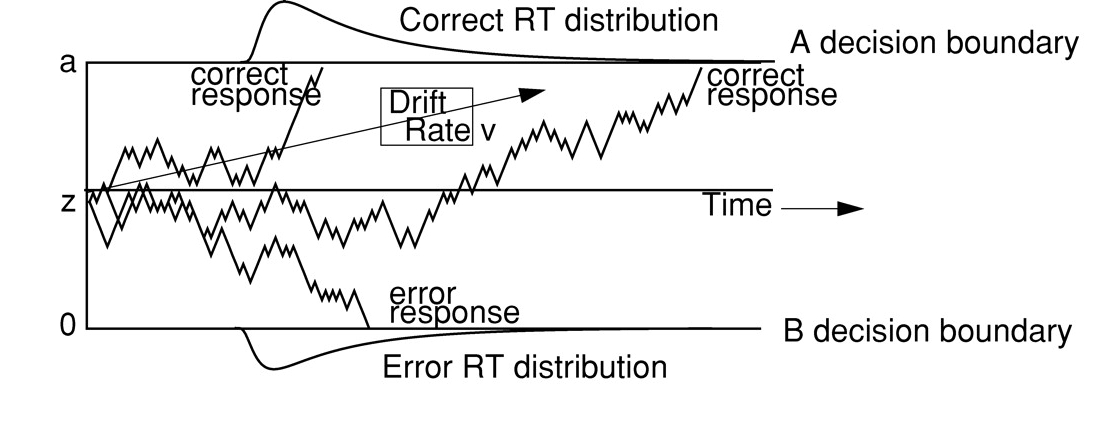 Correct RT distribution
A decision boundary
a
correct
response
Drift
Rate v
correct
response
z
Time
error
response
0
B decision boundary
Error RT distribution